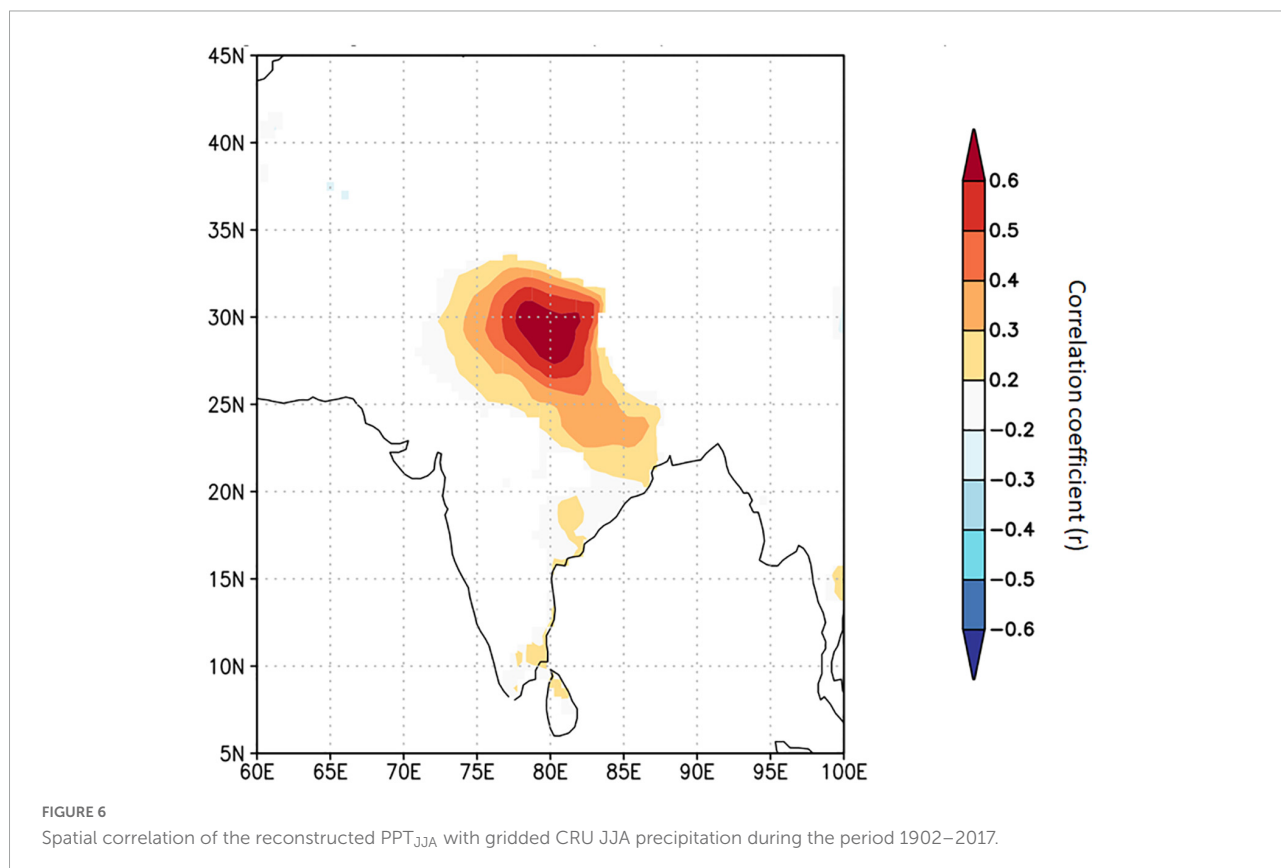 45N
40N
35N
30N
25N
20N
15N
10N
5N
60E 65E 70E 75E 80E 85E 90E 95E 100E
0.6
0.5
0.4
0.3
0.2
−0.2
−0.3
−0.4
−0.5
−0.6
Correlation coefficient (r)
FIGURE 6
Spatial correlation of the reconstructed PPTJJA with gridded CRU JJA precipitation during the period 1902–2017.